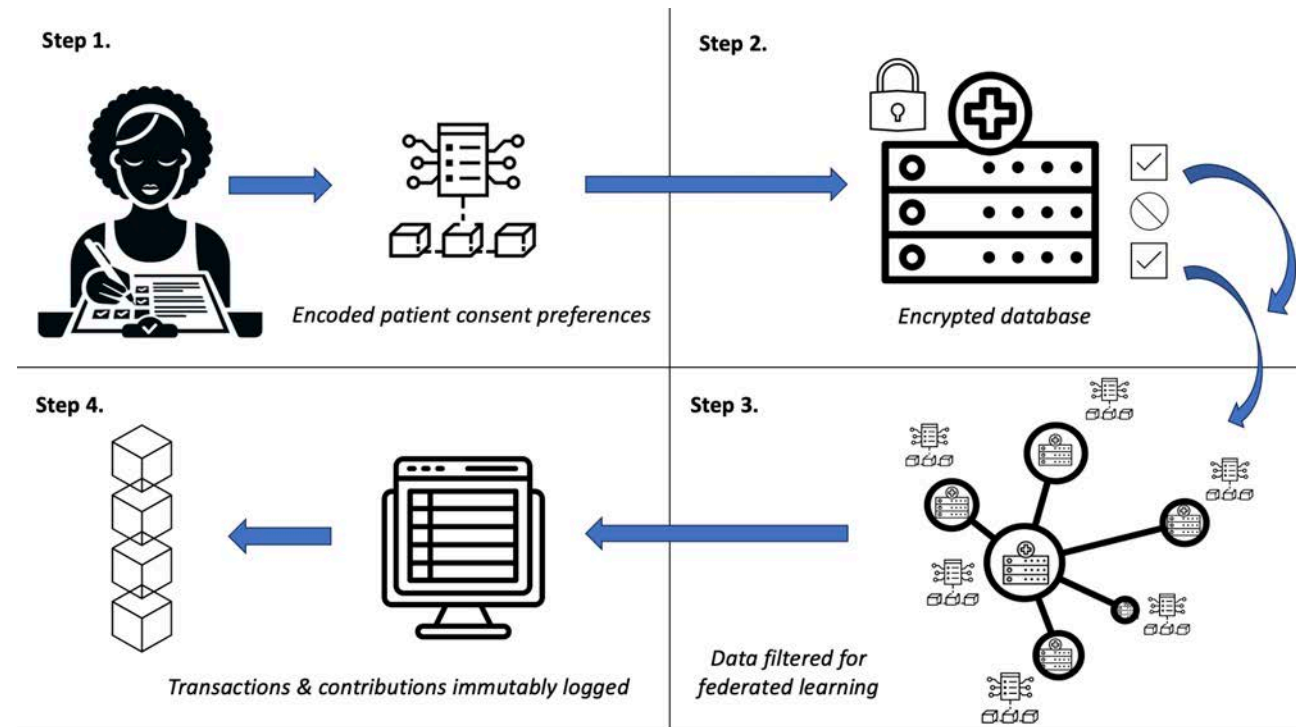 Step 1.
Encoded patient consent preferences
Step 2.
Encrypted database
Step 3.
Data filtered for
federated learning
Step 4.
Transactions & contributions immutably logged